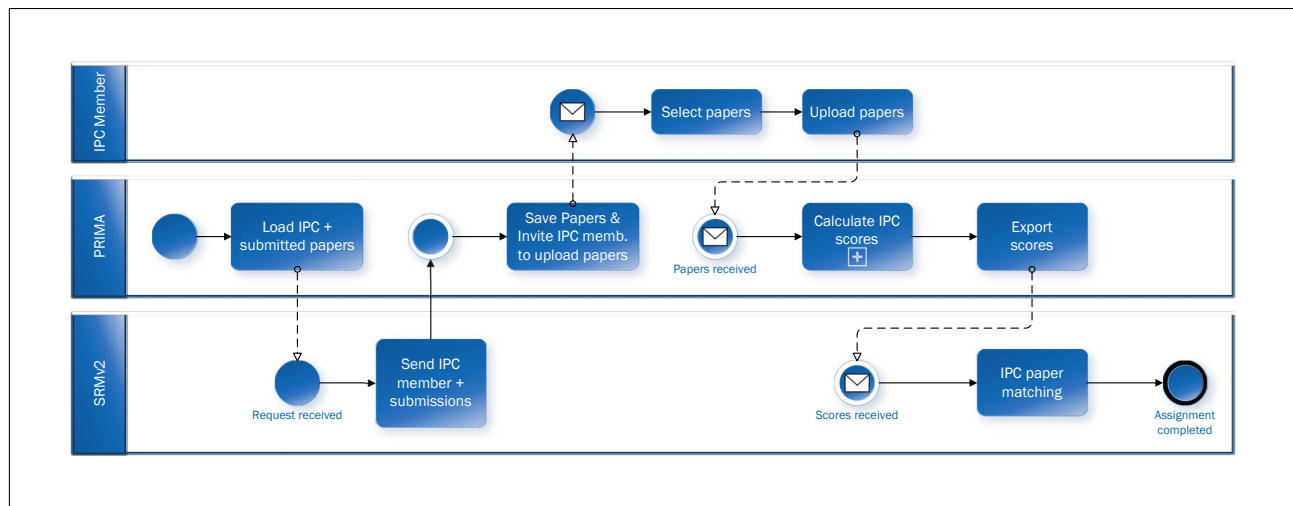 IPC Member
Select papers
Upload papers
PRIMA
Load IPC +
submitted papers
Save Papers &
Invite IPC memb.
to upload papers
Papers received
Calculate IPC
scores
Export
scores
SRMv2
Request received
Send IPC
member +
submissions
Scores received
IPC paper
matching
Assignment
completed